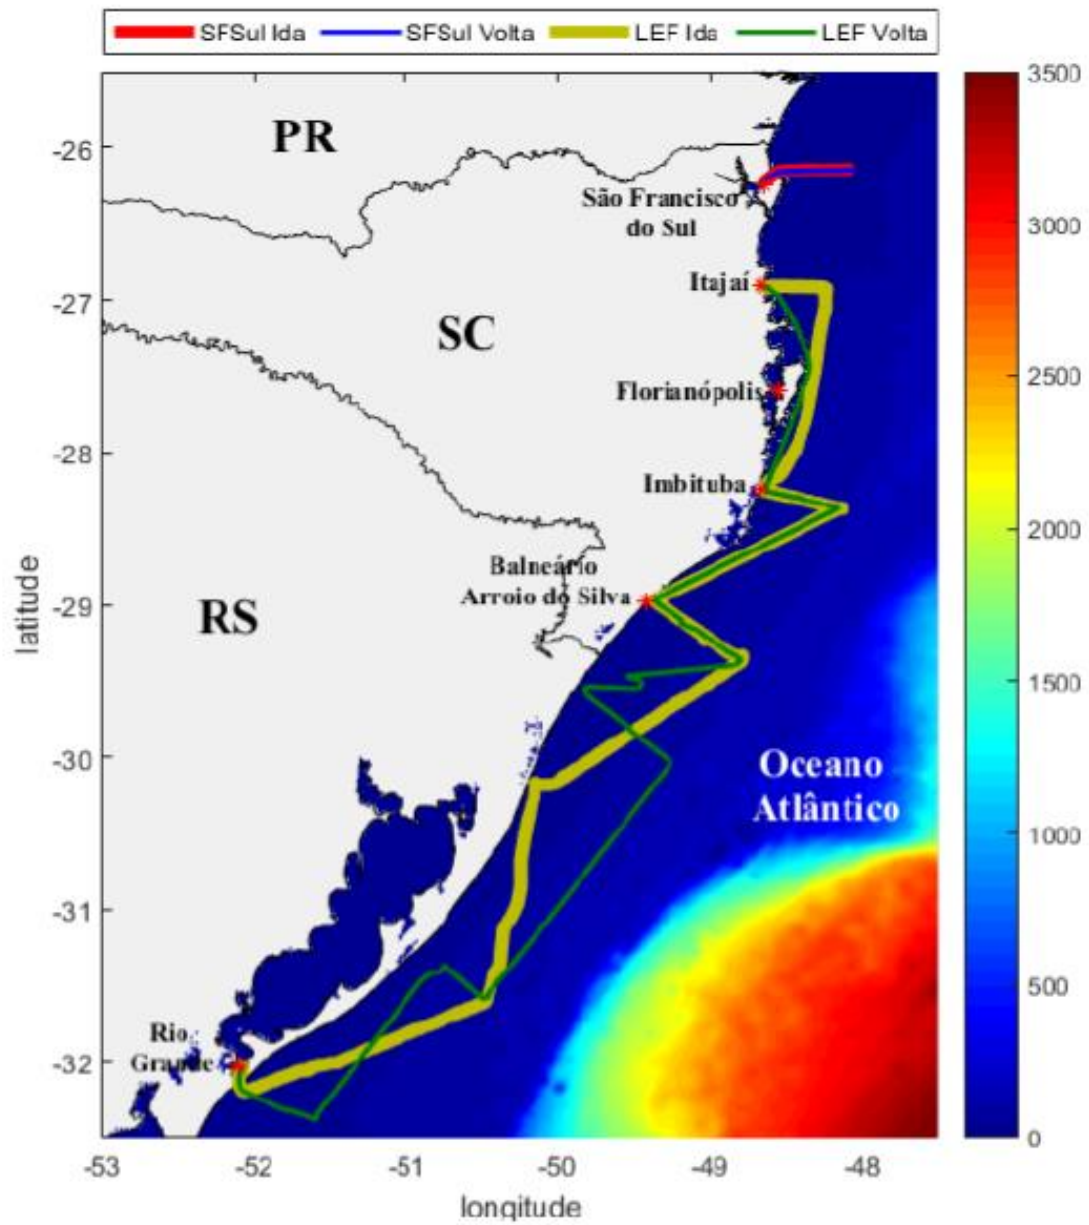 SFSul Ida SFSul Volta LEF Ida LEF Volta
PR
São Francisco
do Sul
Itajaí
SC
Florianópolis
Imbituba
Balneário
Arroio do Silva
RS
Oceano
Atlântico
Rio
Grande
-26
-27
-28
-29
-30
-31
-32
latitude
-53 -52 -51 -50 -49 -48
longitude
3500
3000
2500
2000
1500
1000
500
0